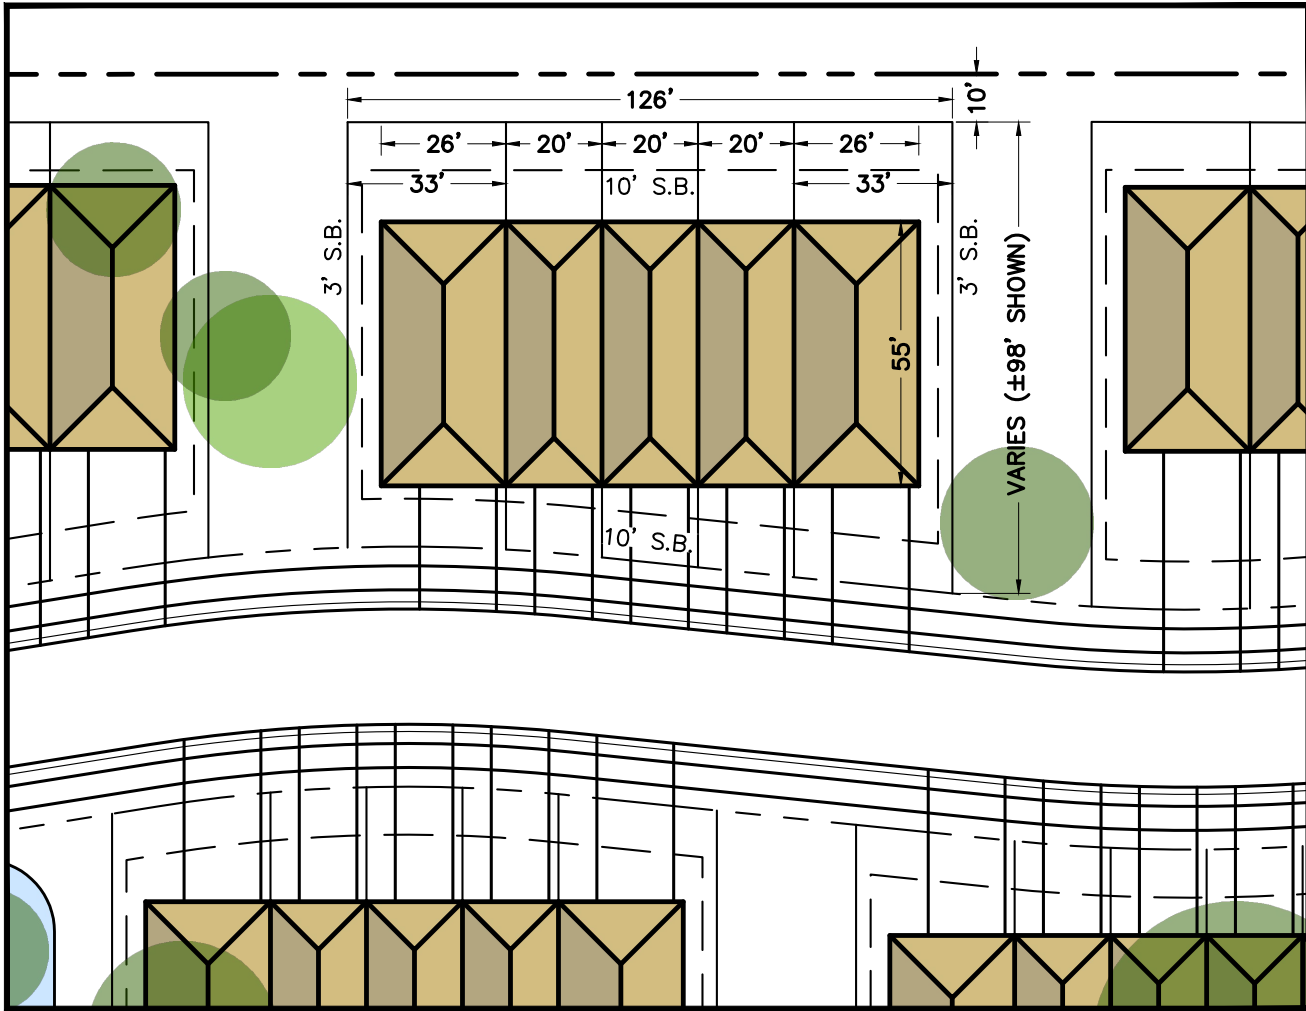 126'
10'
26' 20' 20' 20' 26'
33' 10' S.B. 33'
3' S.B.
3' S.B.
VARIES (±98' SHOWN)
55'
10' S.B.